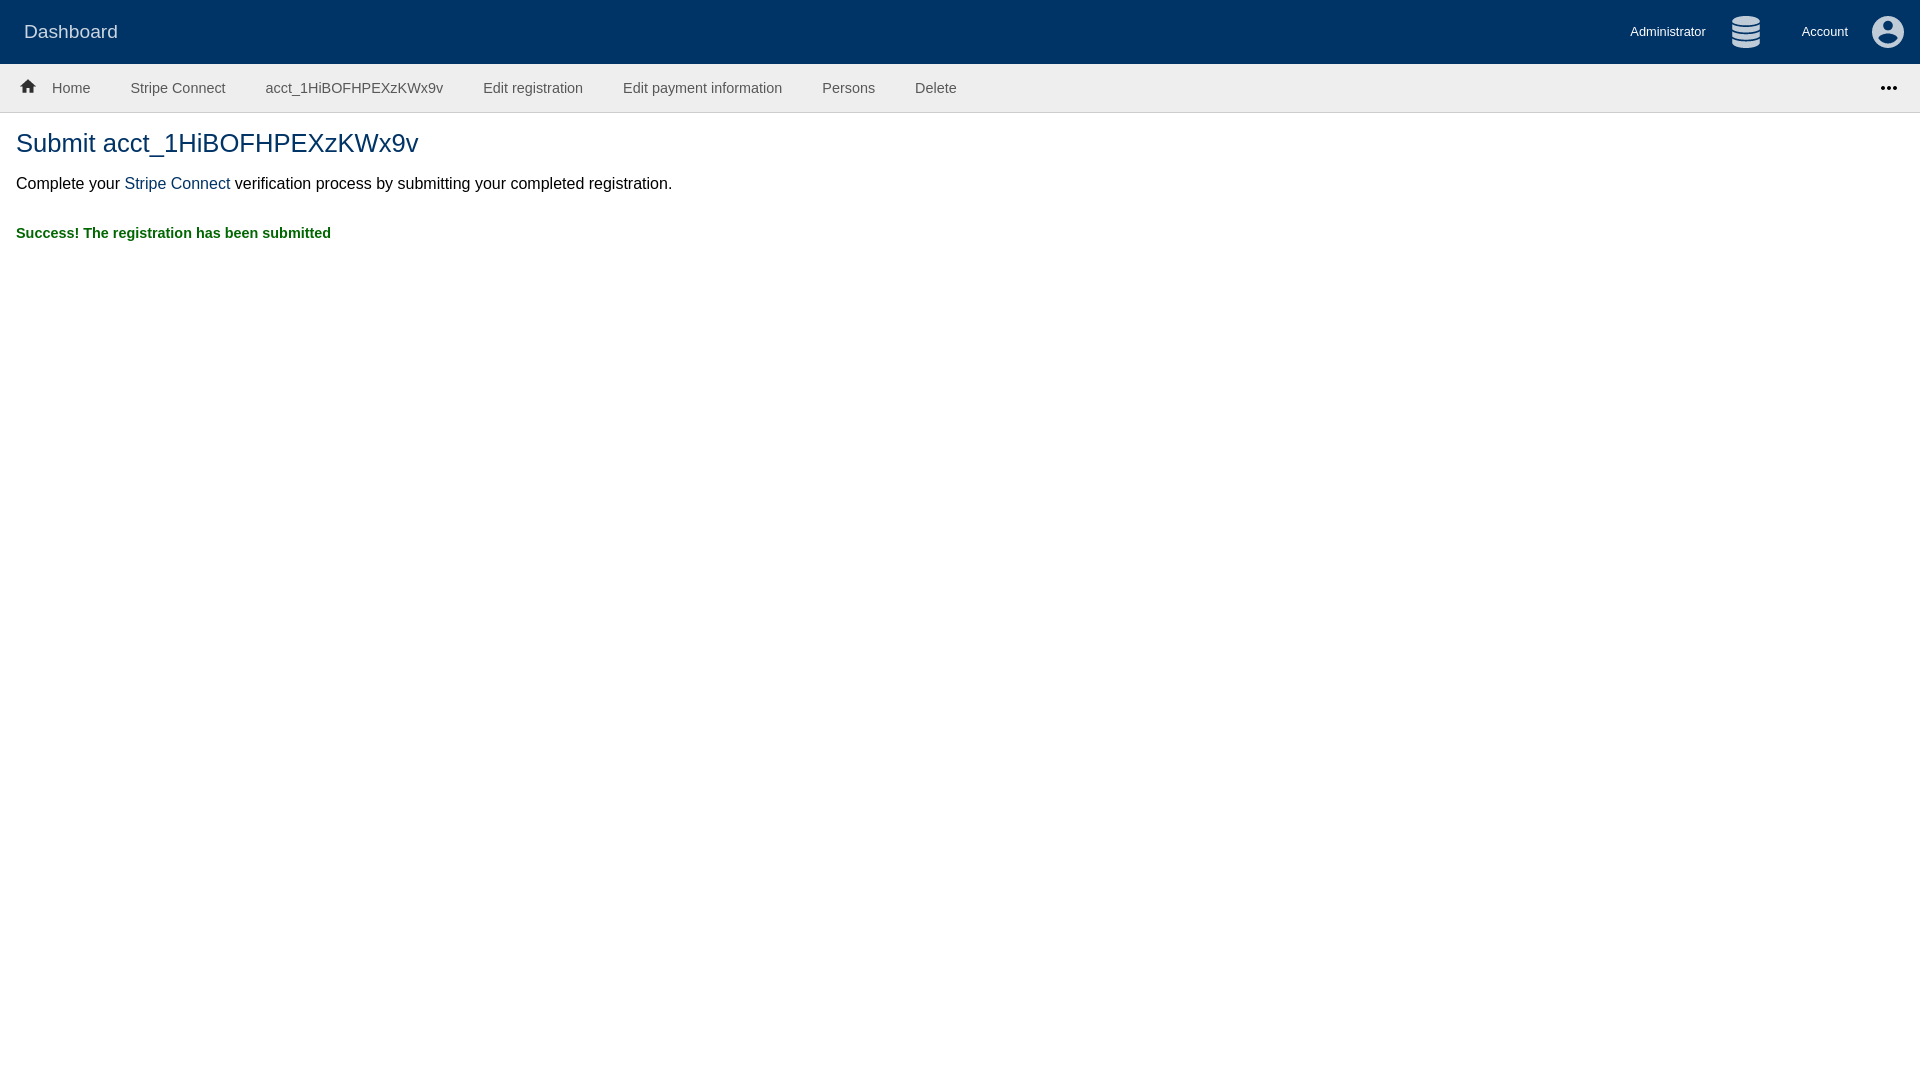 Dashboard
Administrator
Account
Home
Stripe Connect
acct_1HiBOFHPEXzKWx9v
Edit registration
Edit payment information
Persons
Delete
Submit acct_1HiBOFHPEXzKWx9v
Complete your Stripe Connect verification process by submitting your completed registration.
Success! The registration has been submitted